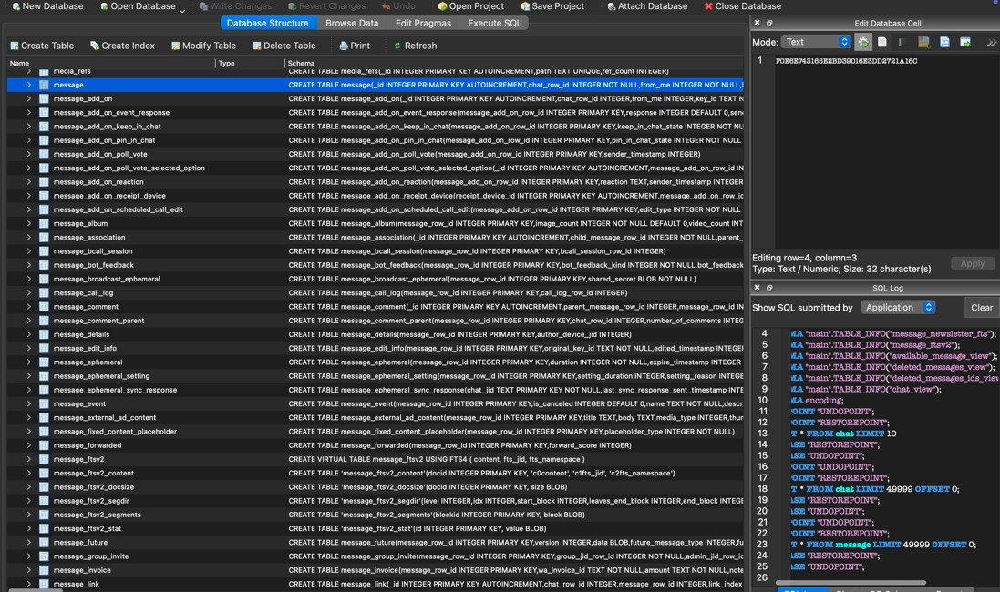 New Database Open Database Write Changes Revert Changes Undo Open Project Save Project Attach Database Close Database
Database Structure Browse Data Edit Pragmas Execute SQL
Create Table Create Index Modify Table Delete Table Print Refresh
Name Type Schema
media_refs CREATE TABLE media_refs(_id INTEGER PRIMARY KEY AUTOINCREMENT,path TEXT UNIQUE,ref_count INTEGER)
message CREATE TABLE message(_id INTEGER PRIMARY KEY AUTOINCREMENT,chat_row_id INTEGER NOT NULL,from_me INTEGER NOT NULL,
message_add_on CREATE TABLE message_add_on(_id INTEGER PRIMARY KEY AUTOINCREMENT,chat_row_id INTEGER,from_me INTEGER,key_id TEXT N
message_add_on_event_response CREATE TABLE message_add_on_event_response(message_add_on_row_id INTEGER PRIMARY KEY,response INTEGER DEFAULT 0,sen
message_add_on_keep_in_chat CREATE TABLE message_add_on_keep_in_chat(message_add_on_row_id INTEGER PRIMARY KEY,keep_in_chat_state INTEGER NOT NU
message_add_on_pin_in_chat CREATE TABLE message_add_on_pin_in_chat(message_add_on_row_id INTEGER PRIMARY KEY,pin_in_chat_state INTEGER NOT NULL
message_add_on_poll_vote CREATE TABLE message_add_on_poll_vote(message_add_on_row_id INTEGER PRIMARY KEY,sender_timestamp INTEGER)
message_add_on_poll_vote_selected_option CREATE TABLE message_add_on_poll_vote_selected_option(_id INTEGER PRIMARY KEY AUTOINCREMENT,message_add_on_row_id IN
message_add_on_reaction CREATE TABLE message_add_on_reaction(message_add_on_row_id INTEGER PRIMARY KEY,reaction TEXT,sender_timestamp INTEGER
message_add_on_receipt_device CREATE TABLE message_add_on_receipt_device(receipt_device_id INTEGER PRIMARY KEY AUTOINCREMENT,message_add_on_row_id
message_add_on_scheduled_call_edit CREATE TABLE message_add_on_scheduled_call_edit(message_add_on_row_id INTEGER PRIMARY KEY,edit_type INTEGER NOT NULL
message_album CREATE TABLE message_album(message_row_id INTEGER PRIMARY KEY,image_count INTEGER NOT NULL DEFAULT 0,video_count INT
message_association CREATE TABLE message_association(_id INTEGER PRIMARY KEY AUTOINCREMENT,child_message_row_id INTEGER NOT NULL,parent_
message_bcall_session CREATE TABLE message_bcall_session(message_row_id INTEGER PRIMARY KEY,bcall_session_row_id INTEGER)
message_bot_feedback CREATE TABLE message_bot_feedback(message_row_id INTEGER PRIMARY KEY,bot_feedback_kind INTEGER NOT NULL,bot_feedback
message_broadcast_ephemeral CREATE TABLE message_broadcast_ephemeral(message_row_id INTEGER PRIMARY KEY,shared_secret BLOB NOT NULL)
message_call_log CREATE TABLE message_call_log(message_row_id INTEGER PRIMARY KEY,call_log_row_id INTEGER)
message_comment CREATE TABLE message_comment(_id INTEGER PRIMARY KEY AUTOINCREMENT,parent_message_row_id INTEGER,message_row_id
message_comment_parent CREATE TABLE message_comment_parent(message_row_id INTEGER PRIMARY KEY,chat_row_id INTEGER,number_of_comments INTEG
message_details CREATE TABLE message_details(message_row_id INTEGER PRIMARY KEY,author_device_jid INTEGER)
message_edit_info CREATE TABLE message_edit_info(message_row_id INTEGER PRIMARY KEY,original_key_id TEXT NOT NULL,edited_timestamp INTEGER
message_ephemeral CREATE TABLE message_ephemeral(message_row_id INTEGER PRIMARY KEY,duration INTEGER NOT NULL,expire_timestamp INTEGER
message_ephemeral_setting CREATE TABLE message_ephemeral_setting(message_row_id INTEGER PRIMARY KEY,setting_duration INTEGER,setting_reason INTEGER
message_ephemeral_sync_response CREATE TABLE message_ephemeral_sync_response(chat_jid TEXT PRIMARY KEY NOT NULL,last_sync_response_sent_timestamp INTE
message_event CREATE TABLE message_event(message_row_id INTEGER PRIMARY KEY,is_canceled INTEGER DEFAULT 0,name TEXT NOT NULL,descr
message_external_ad_content CREATE TABLE message_external_ad_content(message_row_id INTEGER PRIMARY KEY,title TEXT,body TEXT,media_type INTEGER,thu
message_fixed_content_placeholder CREATE TABLE message_fixed_content_placeholder(message_row_id INTEGER PRIMARY KEY,placeholder_type INTEGER NOT NULL)
message_forwarded CREATE TABLE message_forwarded(message_row_id INTEGER PRIMARY KEY,forward_score INTEGER)
message_ftsv2 CREATE VIRTUAL TABLE message_ftsv2 USING FTS4 ( content, fts_jid, fts_namespace )
message_ftsv2_content CREATE TABLE 'message_ftsv2_content'(docid INTEGER PRIMARY KEY, 'c0content', 'c1fts_jid', 'c2fts_namespace')
message_ftsv2_docsize CREATE TABLE 'message_ftsv2_docsize'(docid INTEGER PRIMARY KEY, size BLOB)
message_ftsv2_segdir CREATE TABLE 'message_ftsv2_segdir'(level INTEGER,idx INTEGER,start_block INTEGER,leaves_end_block INTEGER,end_block INTEGE
message_ftsv2_segments CREATE TABLE 'message_ftsv2_segments'(blockid INTEGER PRIMARY KEY, block BLOB)
message_ftsv2_stat CREATE TABLE 'message_ftsv2_stat'(id INTEGER PRIMARY KEY, value BLOB)
message_future CREATE TABLE message_future(message_row_id INTEGER PRIMARY KEY,version INTEGER,data BLOB,future_message_type INTEGER,fu
message_group_invite CREATE TABLE message_group_invite(message_row_id INTEGER PRIMARY KEY,group_jid_row_id INTEGER NOT NULL,admin_jid_row_id
message_invoice CREATE TABLE message_invoice(message_row_id INTEGER PRIMARY KEY,wa_invoice_id TEXT NOT NULL,amount TEXT NOT NULL,note
message_link CREATE TABLE message_link(_id INTEGER PRIMARY KEY AUTOINCREMENT,chat_row_id INTEGER,message_row_id INTEGER,link_index
Edit Database Cell
Mode: Text
1 F0E6E743165E2BD39016E3DD2721A16C
Editing row=4, column=3
Type: Text / Numeric; Size: 32 character(s)
Apply
SQL Log
Show SQL submitted by Application Clear
4 MA "main".TABLE_INFO("message_newsletter_fts");
5 MA "main".TABLE_INFO("message_ftsv2");
6 MA "main".TABLE_INFO("available_message_view");
7 MA "main".TABLE_INFO("deleted_messages_view");
8 MA "main".TABLE_INFO("deleted_messages_ids_view
9 MA "main".TABLE_INFO("chat_view");
10 MA encoding;
11 OINT "UNDOPOINT";
12 OINT "RESTOREPOINT";
13 T * FROM chat LIMIT 10
14 ASE "RESTOREPOINT";
15 ASE "UNDOPOINT";
16 OINT "UNDOPOINT";
17 OINT "RESTOREPOINT";
18 T * FROM chat LIMIT 49999 OFFSET 0;
19 ASE "RESTOREPOINT";
20 ASE "UNDOPOINT";
21 OINT "UNDOPOINT";
22 OINT "RESTOREPOINT";
23 T * FROM message LIMIT 49999 OFFSET 0;
24 ASE "RESTOREPOINT";
25 ASE "UNDOPOINT";
26